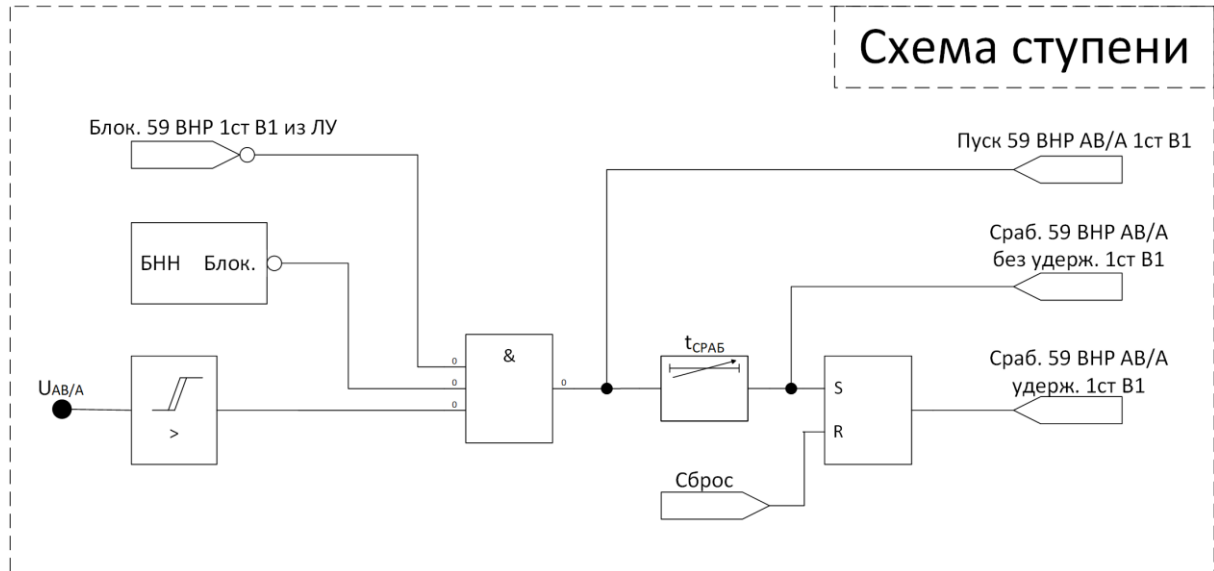 Схема ступени
Блок. 59 ВНР 1ст В1 из ЛУ
Пуск 59 ВНР АВ/А 1ст В1
БНН Блок.
Сраб. 59 ВНР АВ/А
без удерж. 1ст В1
UАВ/А
>
&
0
0
0
0
tСРАБ
S
R
Сраб. 59 ВНР АВ/А
удерж. 1ст В1
Сброс